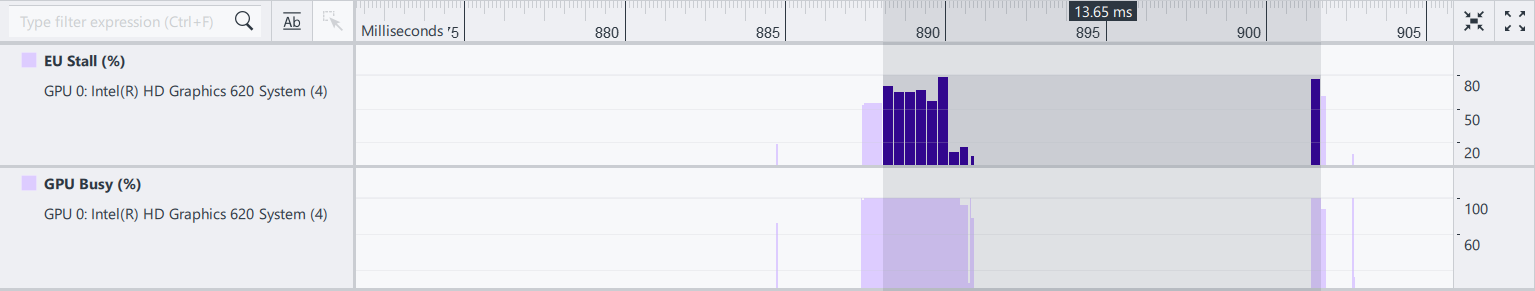 Type filter expression (Ctrl+F) Ab
13.65 ms
Milliseconds '5 880 885 890 895 900 905
EU Stall (%)
GPU 0: Intel(R) HD Graphics 620 System (4)
80
50
20
GPU Busy (%)
GPU 0: Intel(R) HD Graphics 620 System (4)
100
60